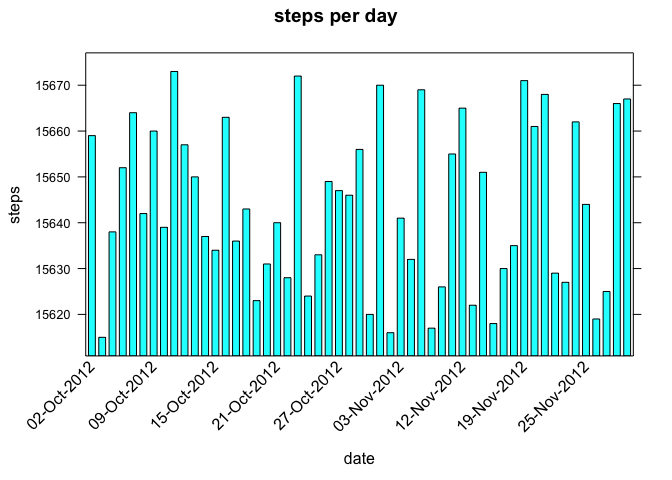 steps per day
15670
15660
15650
15640
15630
15620
steps
02-Oct-2012
09-Oct-2012
15-Oct-2012
21-Oct-2012
27-Oct-2012
03-Nov-2012
12-Nov-2012
19-Nov-2012
25-Nov-2012
date